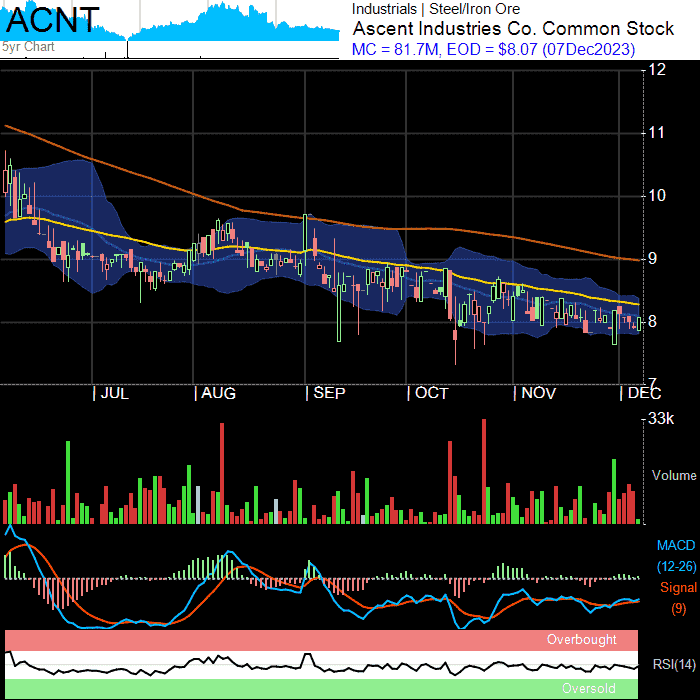 ACNT
5yr Chart
Industrials | Steel/Iron Ore
Ascent Industries Co. Common Stock
MC = 81.7M, EOD = $8.07 (07Dec2023)
12
11
10
9
8
7
| JUL | AUG | SEP | OCT | NOV | DEC
33k
Volume
MACD
(12-26)
Signal
(9)
Overbought
RSI(14)
Oversold